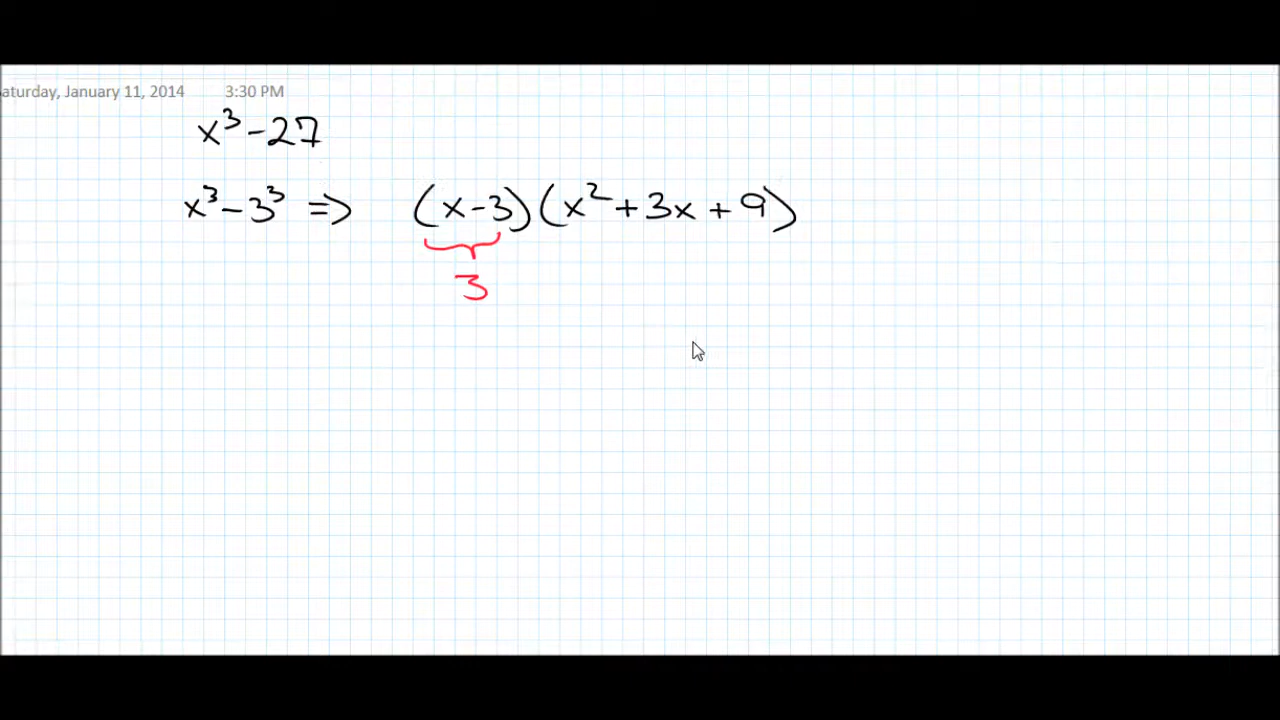 aturday, January 11, 2014 3:30 PM
x³-27
x³-3³ => (x-3)(x²+3x+9)
3